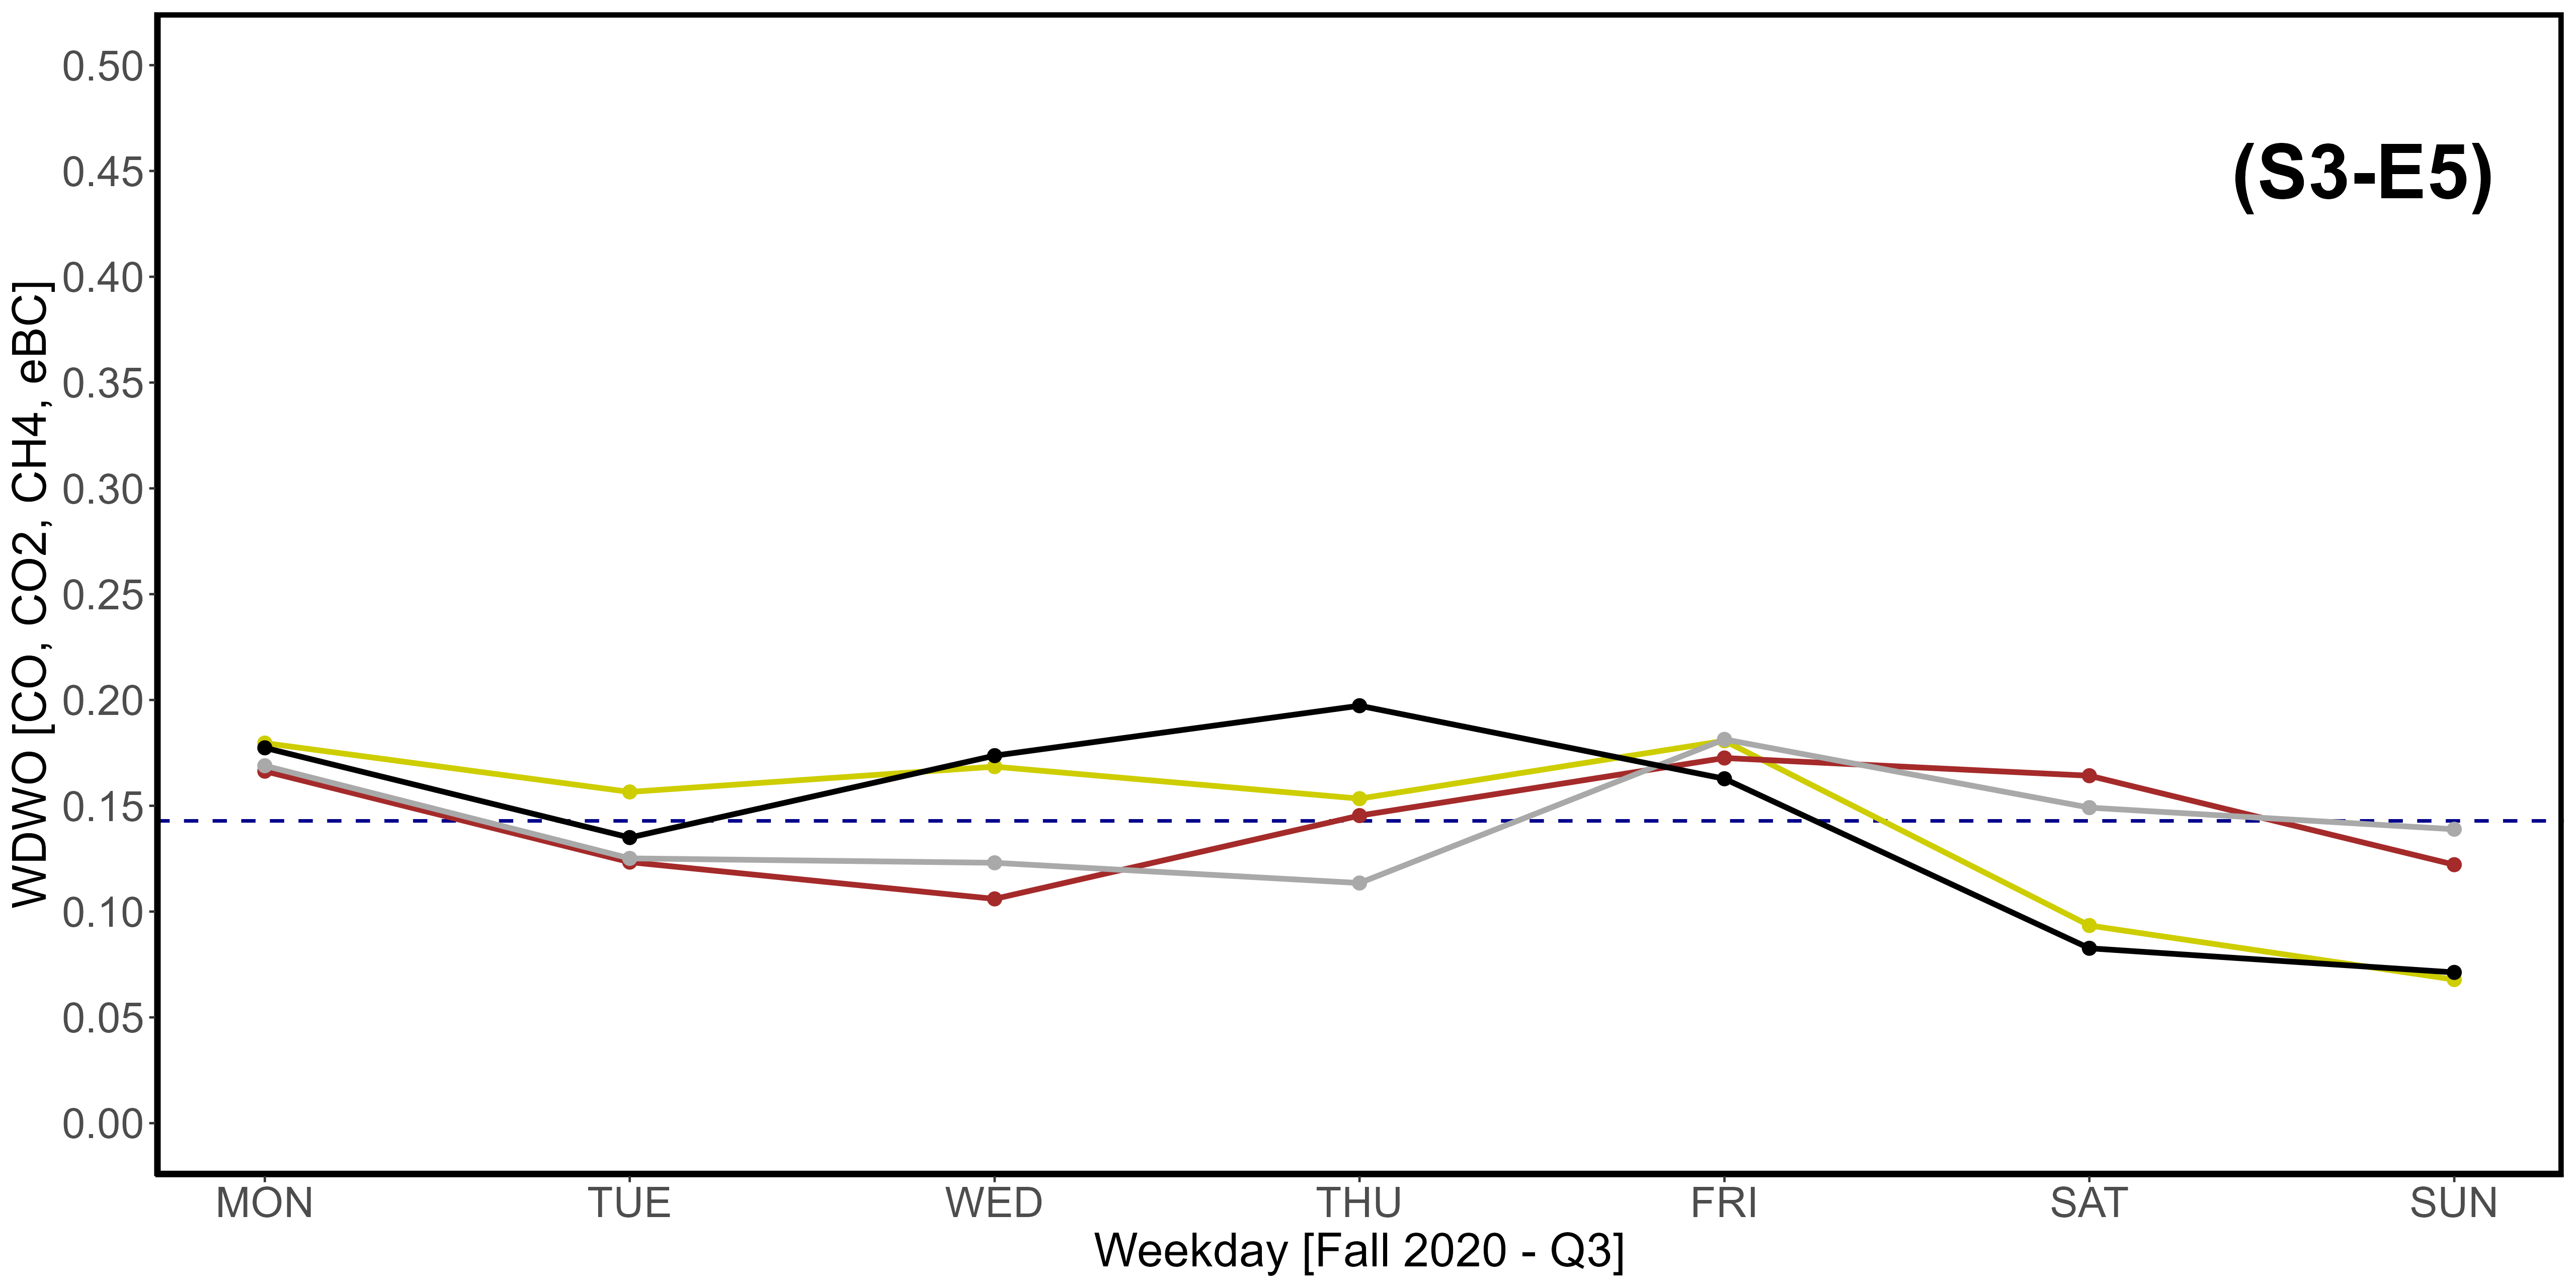 (S3-E5)
WDWO [CO, CO2, CH4, eBC]
0.50
0.45
0.40
0.35
0.30
0.25
0.20
0.15
0.10
0.05
0.00
MON TUE WED THU FRI SAT SUN
Weekday [Fall 2020 - Q3]